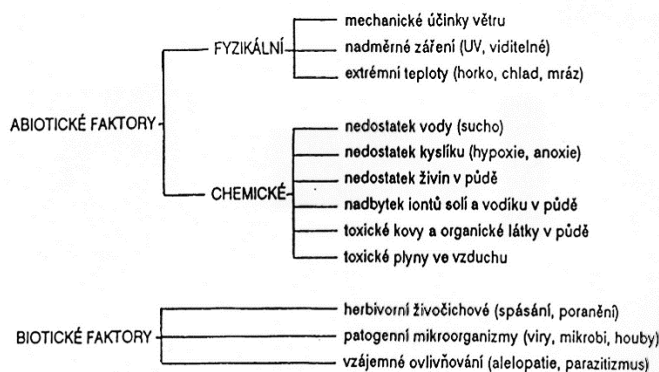 mechanické účinky větru
FYZIKÁLNÍ
nadměrné záření (UV, viditelné)
extrémní teploty (horko, chlad, mráz)
ABIOTICKÉ FAKTORY
nedostatek vody (sucho)
nedostatek kyslíku (hypoxie, anoxie)
nedostatek živin v půdě
CHEMICKÉ
nadbytek iontů solí a vodíku v půdě
toxické kovy a organické látky v půdě
toxické plyny ve vzduchu
herbivorní živočichové (spásání, poranění)
BIOTICKÉ FAKTORY
patogenní mikroorganizmy (viry, mikrobi, houby)
vzájemné ovlivňování (alelopatie, parazitizmus)